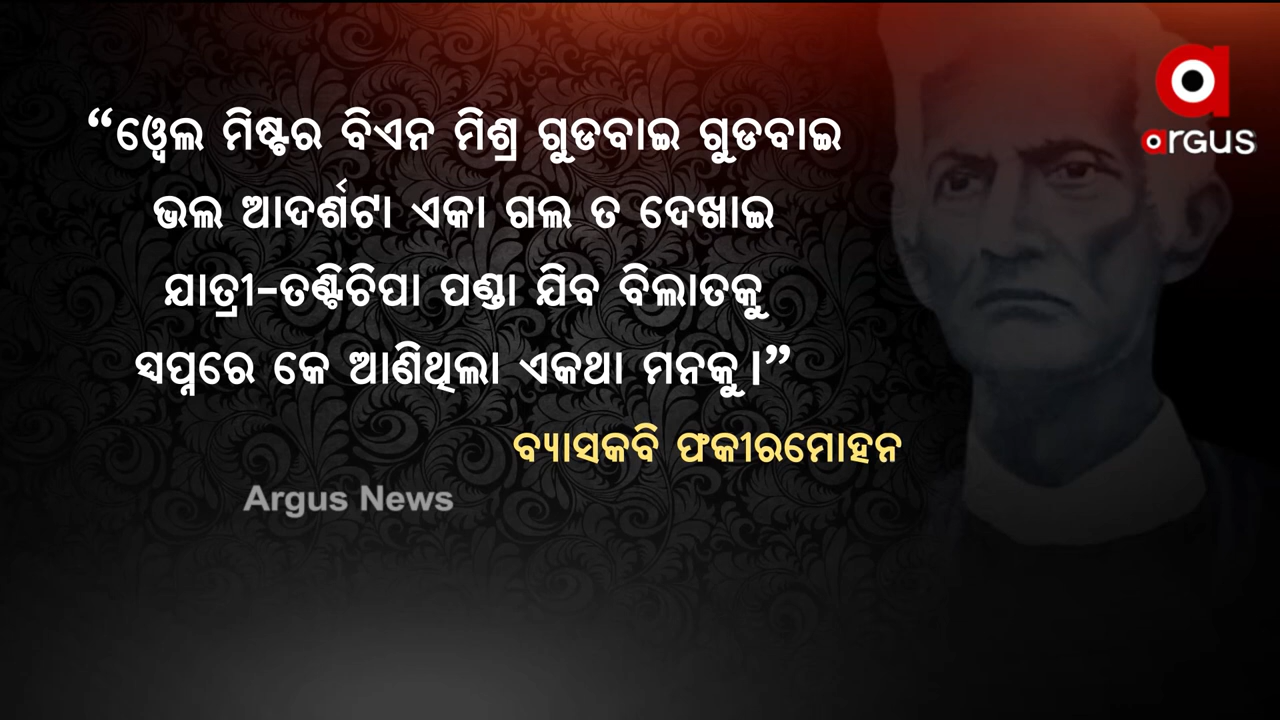 “ୱେଲ ମିଷ୍ଟର ବିଏନ ମିଶ୍ର ଗୁଡବାଇ ଗୁଡବାଇ
ଭଲ ଆଦର୍ଶଟା ଏକା ଗଲ ତ ଦେଖାଇ
ଯାତ୍ରୀ-ତଣ୍ଟିଚିପା ପଣ୍ଡା ଯିବ ବିଲାତକୁ
ସପ୍ନରେ କେ ଆଣିଥିଲା ଏକଥା ମନକୁ।”
ବ୍ୟାସକବି ଫକୀରମୋହନ
Argus News
argus